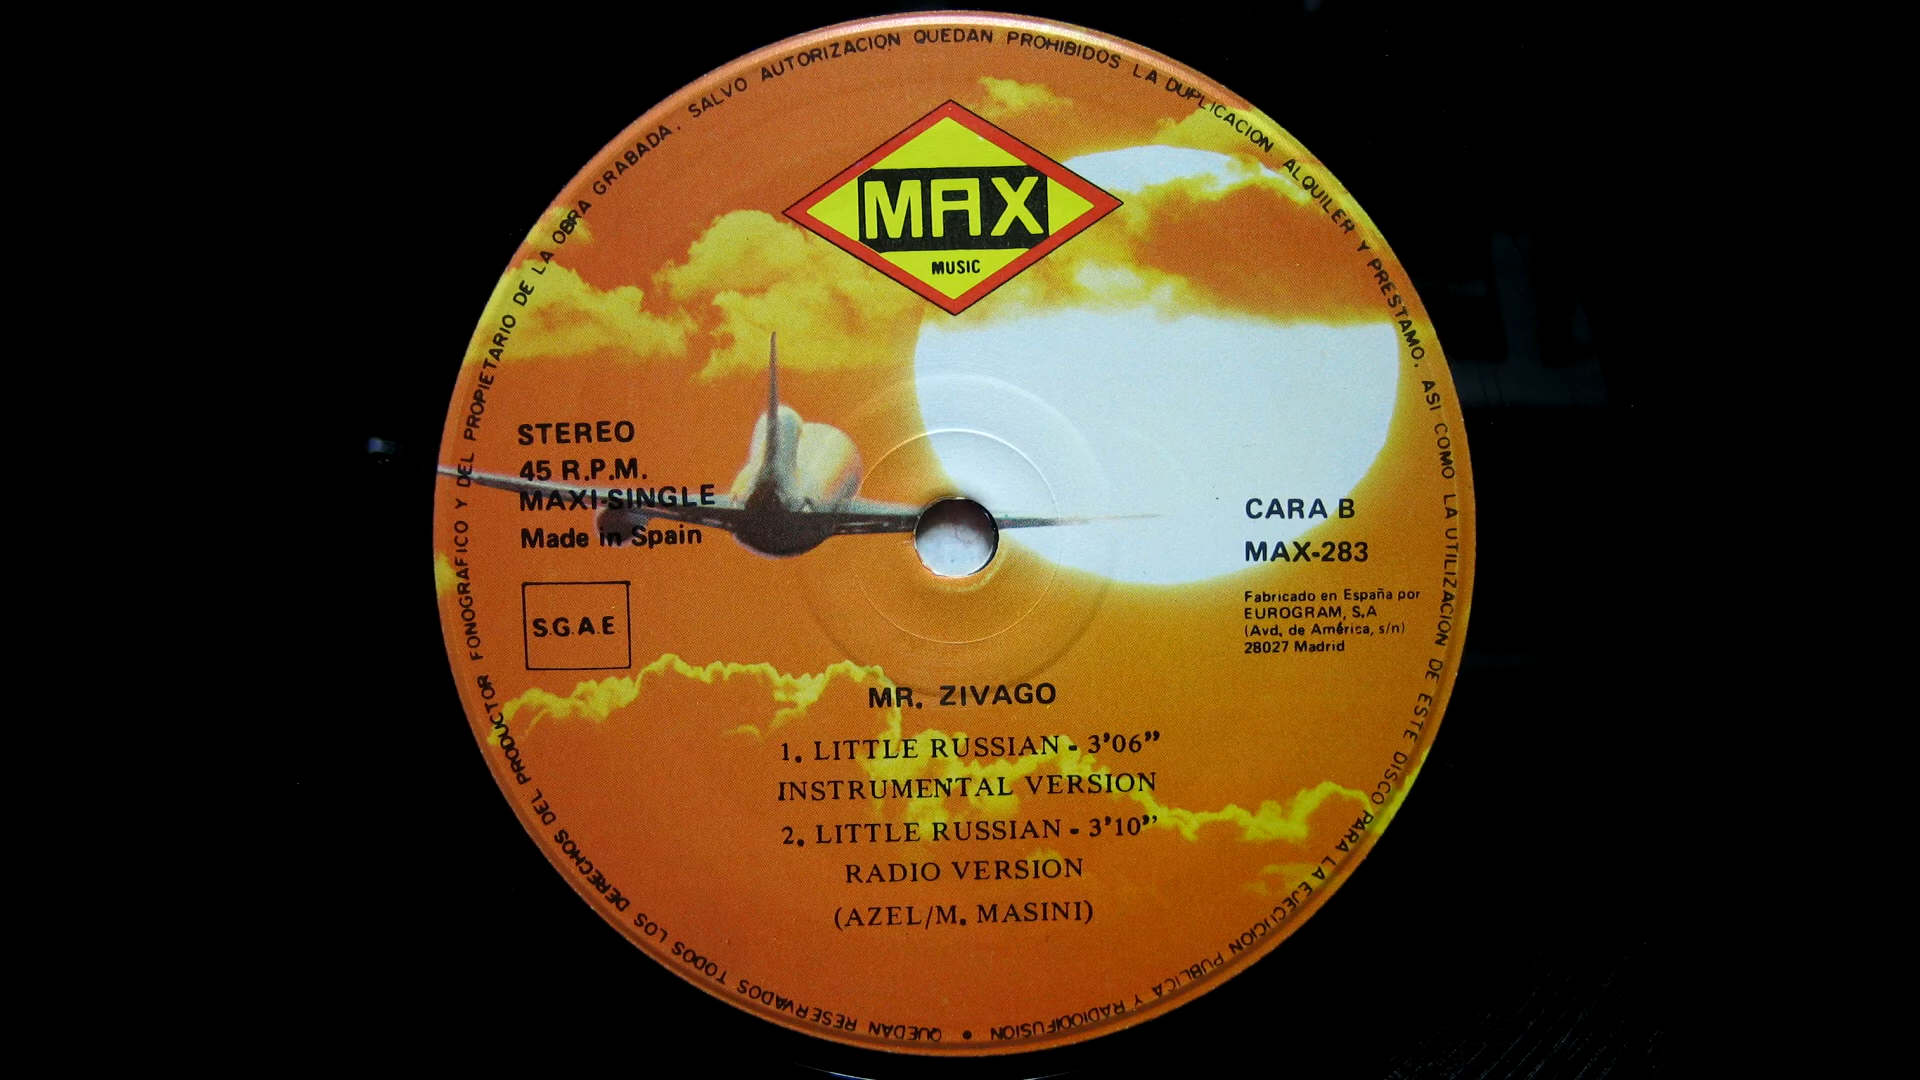 QUEDAN RESERVADOS TODOS LOS DERECHOS DEL PRODUCTOR FONOGRAFICO Y DEL PROPIETARIO DE LA OBRA GRABADA. SALVO AUTORIZACION QUEDAN PROHIBIDOS LA DUPLICACION ALQUILER Y PRESTAMO, ASI COMO LA UTILIZACION DE ESTE DISCO PARA LA EJECUCION PUBLICA Y RADIODIFUSION •
MAX
MUSIC
STEREO
45 R.P.M.
MAXI-SINGLE
Made in Spain
S.G.A.E
CARA B
MAX-283
Fabricado en España por
EUROGRAM, S.A
(Avd. de América, s/n)
28027 Madrid
MR. ZIVAGO
1. LITTLE RUSSIAN - 3'06"
INSTRUMENTAL VERSION
2. LITTLE RUSSIAN - 3'10"
RADIO VERSION
(AZEL/M. MASINI)